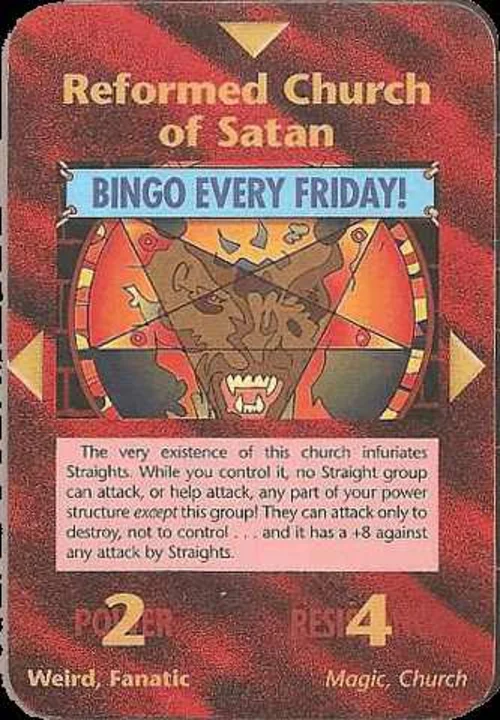 Reformed Church
of Satan
BINGO EVERY FRIDAY!
The very existence of this church infuriates
Straights. While you control it, no Straight group
can attack, or help attack, any part of your power
structure except this group! They can attack only to
destroy, not to control . . . and it has a +8 against
any attack by Straights.
POWER 2 RESISTANCE 4
Weird, Fanatic Magic, Church